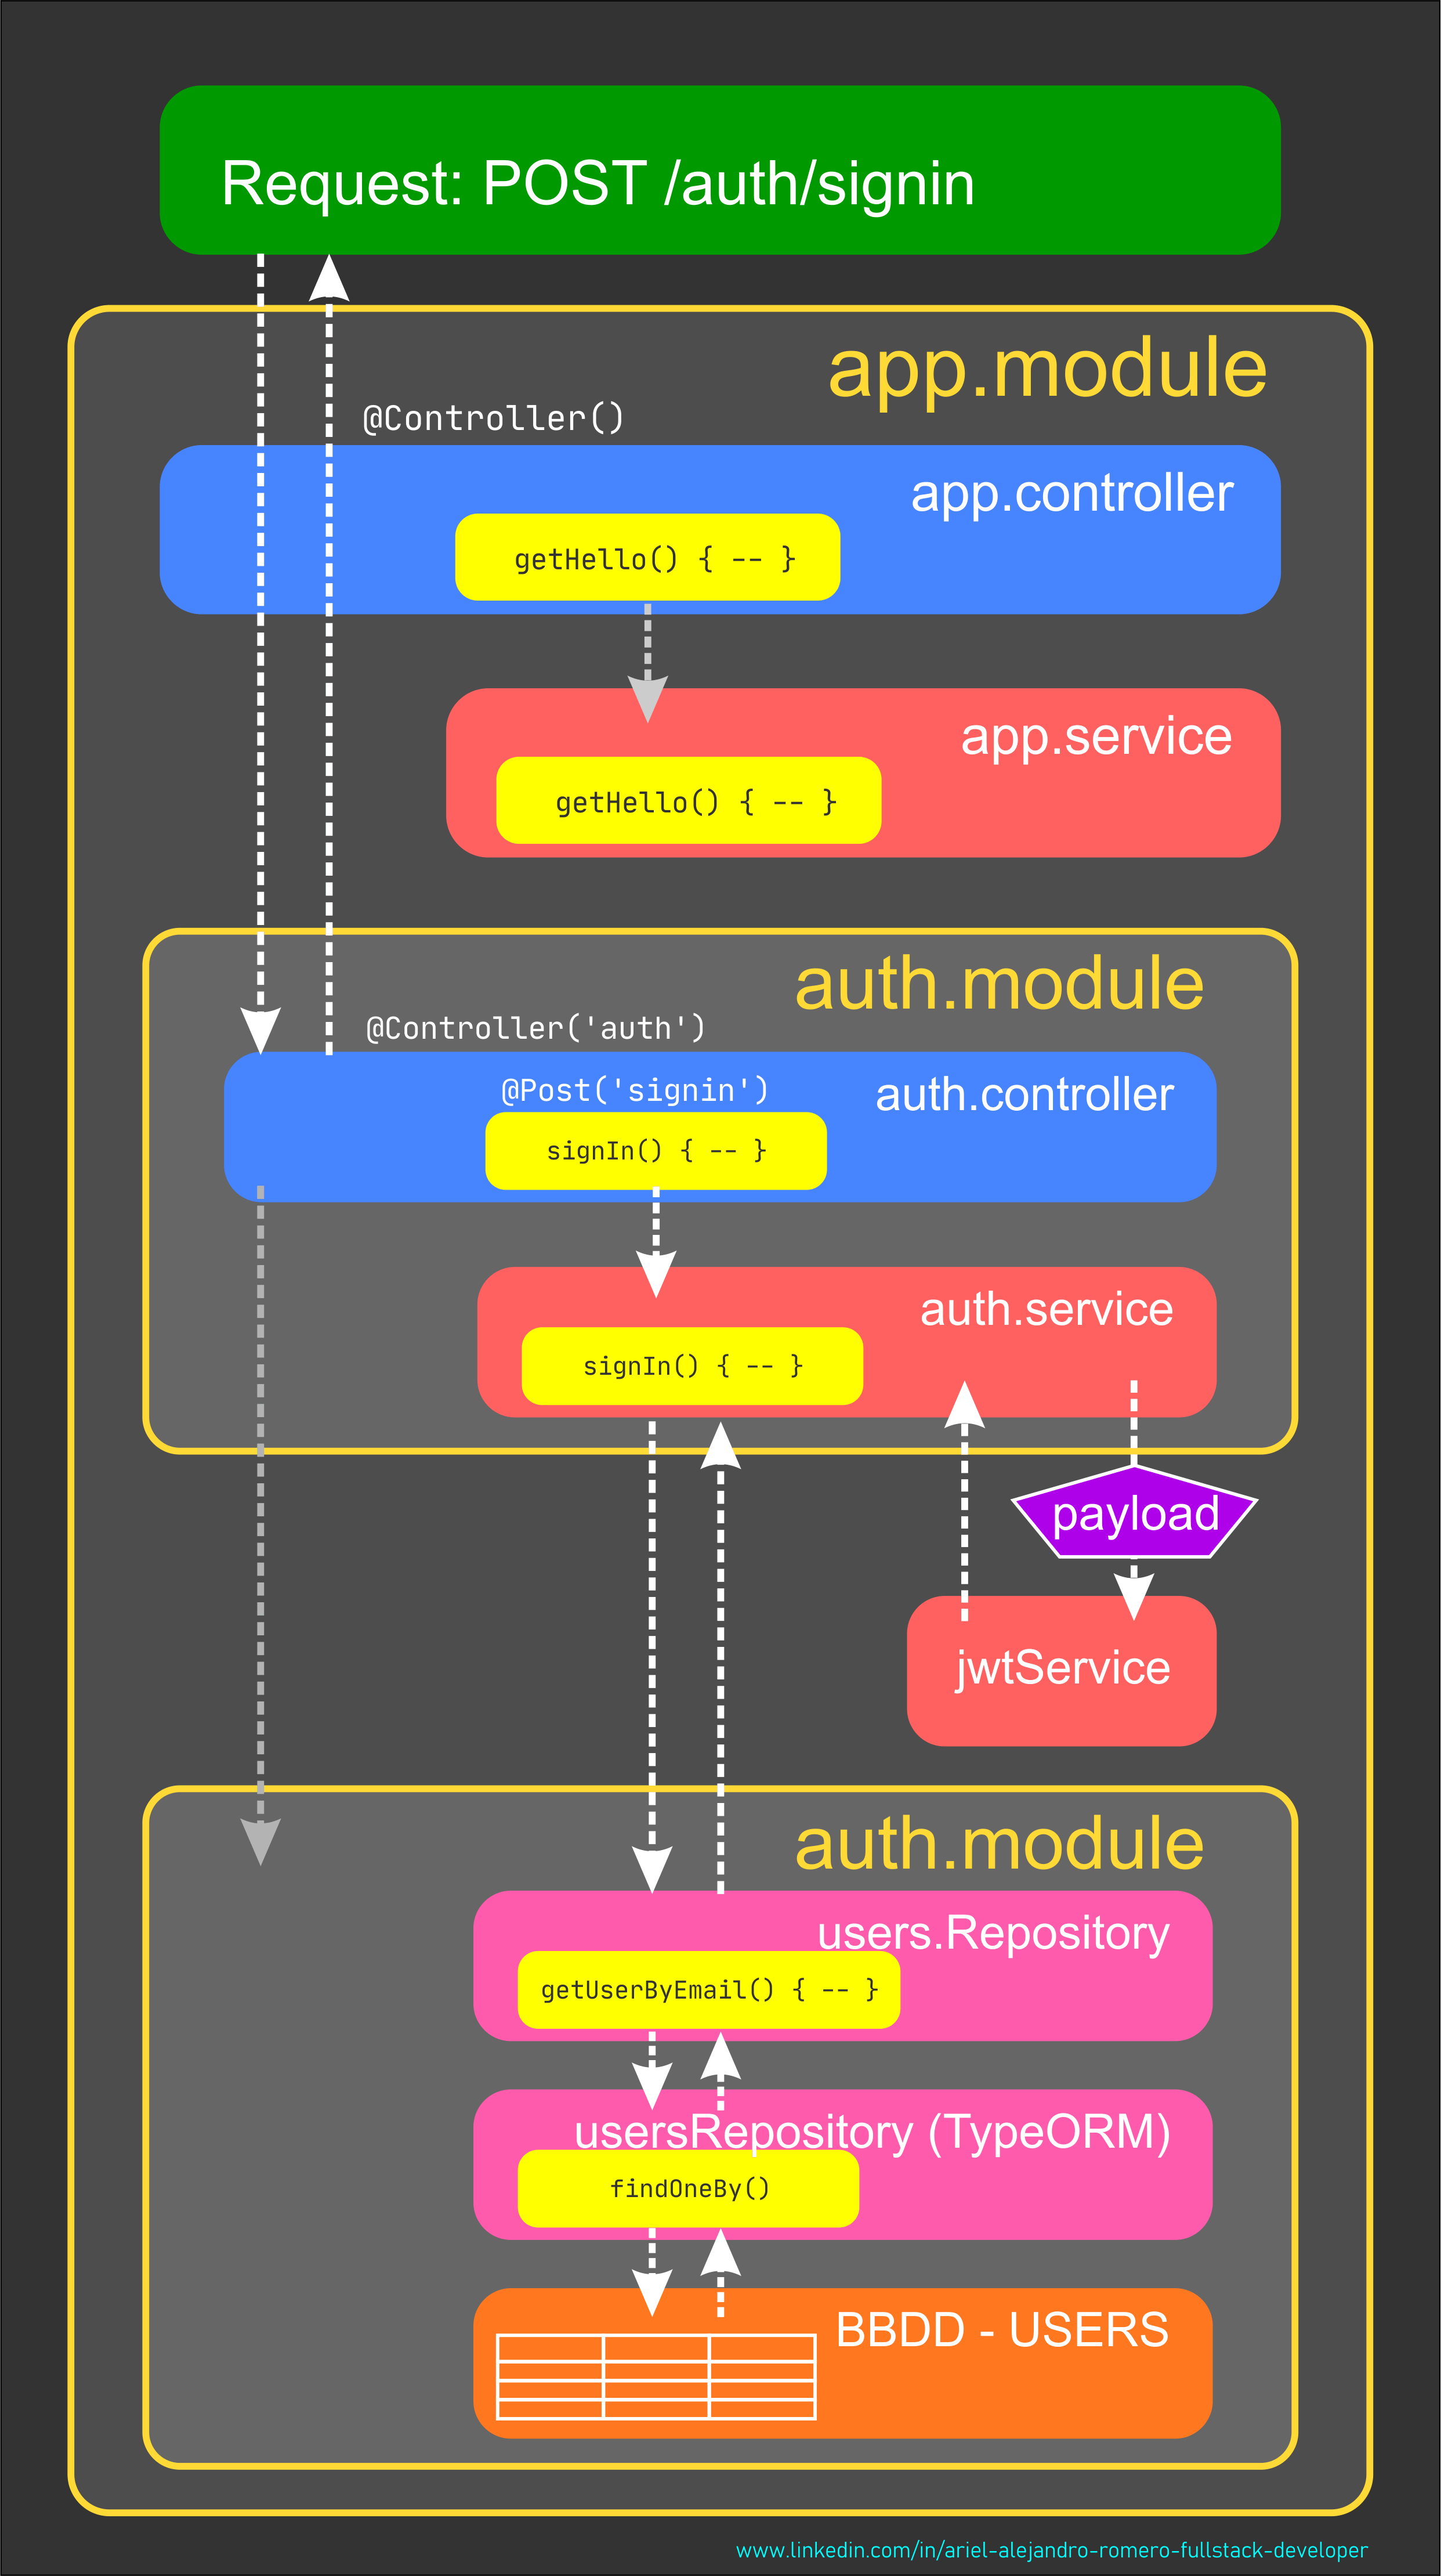 Request: POST /auth/signin
app.module
@Controller()
app.controller
getHello() { -- }
app.service
getHello() { -- }
auth.module
@Controller('auth')
@Post('signin')
auth.controller
signIn() { -- }
auth.service
signIn() { -- }
payload
jwtService
auth.module
users.Repository
getUserByEmail() { -- }
usersRepository (TypeORM)
findOneBy()
BBDD - USERS
www.linkedin.com/in/ariel-alejandro-romero-fullstack-developer